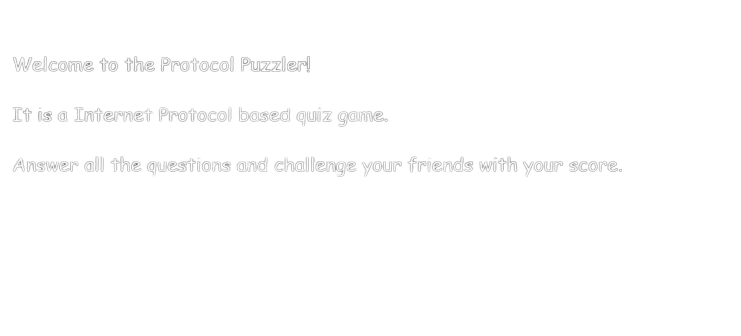 Welcome to the Protocol Puzzler!
It is a Internet Protocol based quiz game.
Answer all the questions and challenge your friends with your score.